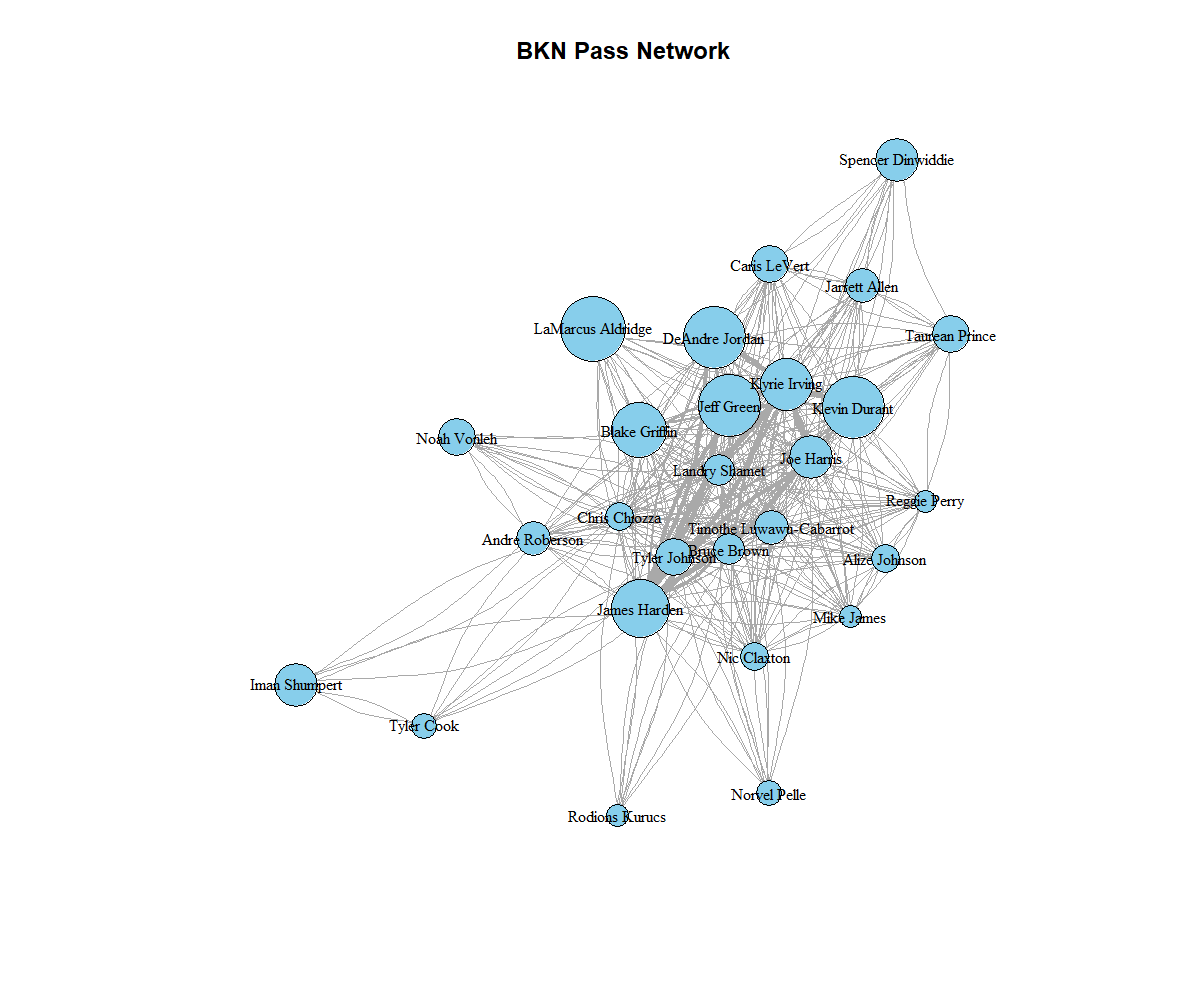 BKN Pass Network
Spencer Dinwiddie
Caris LeVert
Jarrett Allen
LaMarcus Aldridge
DeAndre Jordan
Taurean Prince
Kyrie Irving
Jeff Green
Kevin Durant
Blake Griffin
Noah Vonleh
Joe Harris
Landry Shamet
Reggie Perry
Chris Chiozza
Timothe Luwawu-Cabarrot
Andre Roberson
Bruce Brown
Tyler Johnson
Alize Johnson
James Harden
Mike James
Nic Claxton
Iman Shumpert
Tyler Cook
Norvel Pelle
Rodions Kurucs